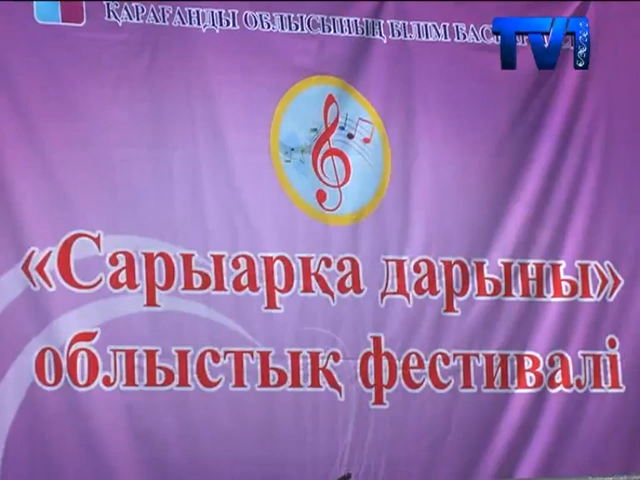 ҚАРАҒАНДЫ ОБЛЫСЫНЫҢ БІЛІМ
TV1
«Сарыарқа дарыны»
облыстық фестивалі